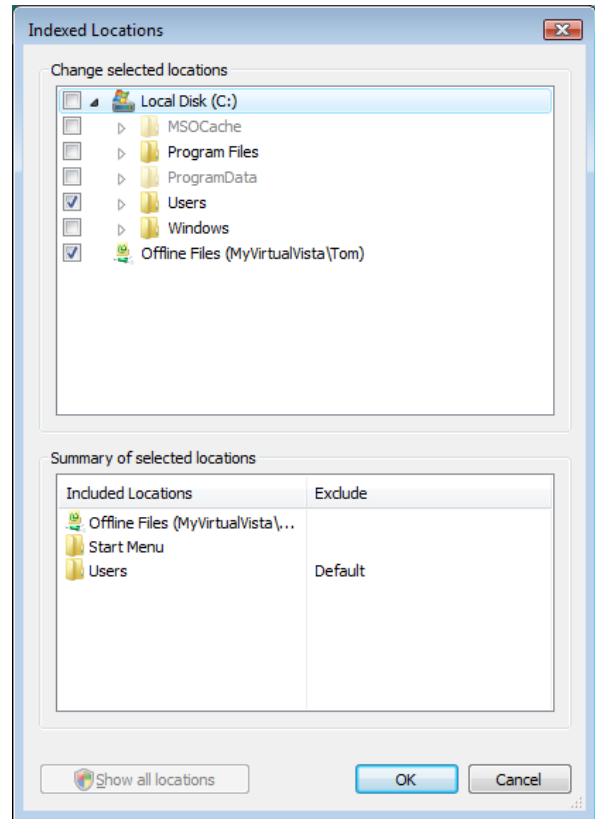 Indexed Locations
Change selected locations
Local Disk (C:)
MSOCache
Program Files
ProgramData
Users
Windows
Offline Files (MyVirtualVista\Tom)
Summary of selected locations
Included Locations Exclude
Offline Files (MyVirtualVista\...
Start Menu
Users Default
Show all locations OK Cancel